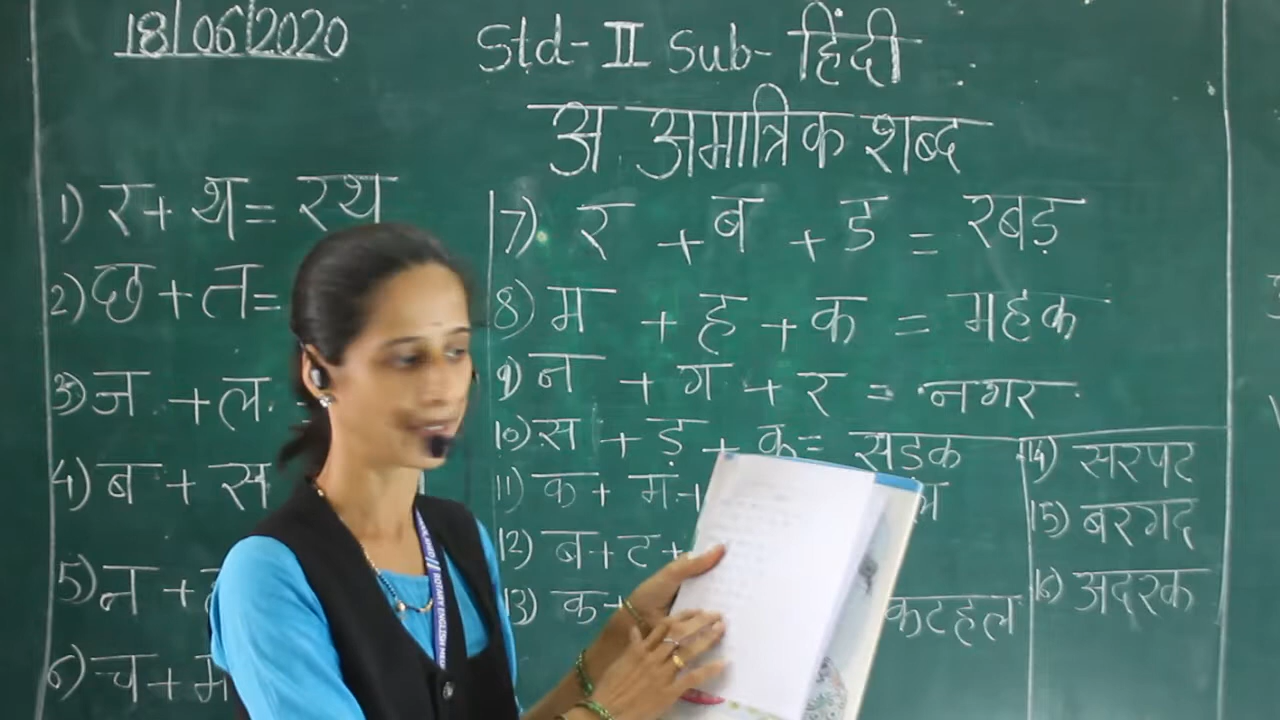 18/06/2020
Std- II Sub- हिंदी
अ अमात्रिक शब्द
1) र + थ = रथ
2) छ + त =
3) ज + ल
4) ब + स
5) न +
6) च + म
7) र + ब + ड = रबड़
8) म + ह + क = महक
9) न + ग + र = नगर
10) स + ड़ + क = सडक
11) क + म +
12) ब + ट +
13) क + कटहल
14) सरपट
15) बरगद
16) अदरक